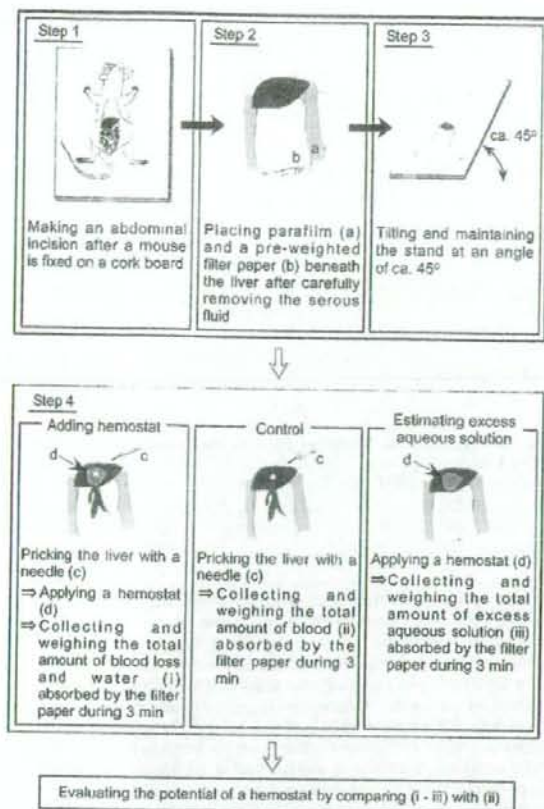 Step 1
Making an abdominal
incision after a mouse
is fixed on a cork board
Step 2
b
a
Placing parafilm (a)
and a pre-weighted
filter paper (b) beneath
the liver after carefully
removing the serous
fluid
Step 3
ca. 45º
Tilting and maintaining
the stand at an angle
of ca. 45º
Step 4
Adding hemostat
d
c
Pricking the liver with a
needle (c)
⇒ Applying a hemostat
(d)
⇒ Collecting and
weighing the total
amount of blood loss
and water (i)
absorbed by the filter
paper during 3 min
Control
c
Pricking the liver with a
needle (c)
⇒ Collecting and
weighing the total
amount of blood (ii)
absorbed by the
filter paper during 3
min
Estimating excess
aqueous solution
d
Applying a hemostat (d)
⇒ Collecting and
weighing the total
amount of excess
aqueous solution (iii)
absorbed by the filter
paper during 3 min
Evaluating the potential of a hemostat by comparing (i - iii) with (ii)